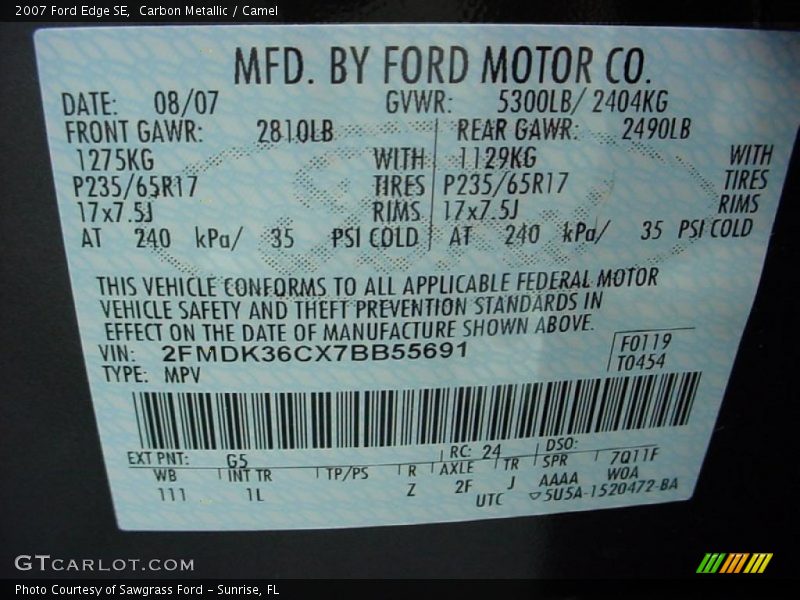 2007 Ford Edge SE,  Carbon Metallic / Camel
MFD. BY FORD MOTOR CO.
DATE: 08/07 GVWR: 5300LB/ 2404KG
FRONT GAWR: 2810LB REAR GAWR: 2490LB
1275KG WITH 1129KG WITH
P235/65R17 TIRES P235/65R17 TIRES
17x7.5J RIMS 17x7.5J RIMS
AT 240 kPa/ 35 PSI COLD AT 240 kPa/ 35 PSI COLD
THIS VEHICLE CONFORMS TO ALL APPLICABLE FEDERAL MOTOR
VEHICLE SAFETY AND THEFT PREVENTION STANDARDS IN
EFFECT ON THE DATE OF MANUFACTURE SHOWN ABOVE.
VIN: 2FMDK36CX7BB55691 F0119
TYPE: MPV T0454
EXT PNT: G5 RC: 24 DSO:
WB INT TR TP/PS R AXLE TR SPR 7Q11F
111 1L Z 2F J AAAA W0A
UTC ▽5U5A-1520472-BA
GTCARLOT.COM
Photo Courtesy of Sawgrass Ford - Sunrise, FL